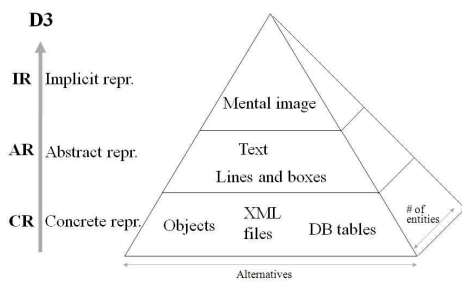 D3
IR Implicit repr.
Mental image
AR Abstract repr.
Text
Lines and boxes
CR Concrete repr.
Objects
XML
files
DB tables
# of
entities
Alternatives